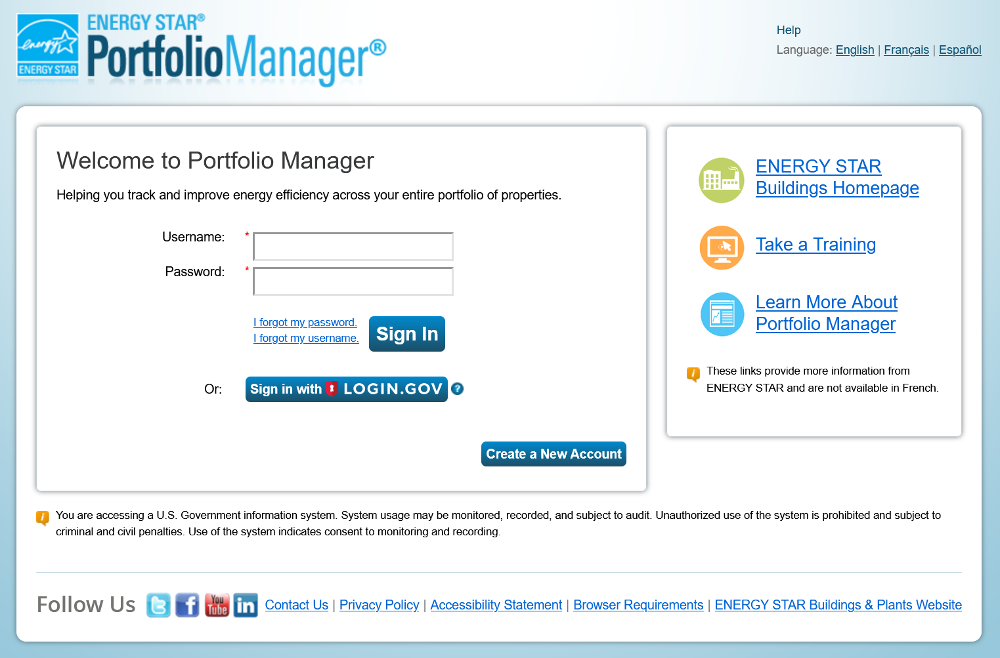 energy
ENERGY STAR
ENERGY STAR®
PortfolioManager®
Help
Language: English | Français | Español
Welcome to Portfolio Manager
Helping you track and improve energy efficiency across your entire portfolio of properties.
Username: *
Password: *
I forgot my password.
I forgot my username.
Sign In
Or: Sign in with LOGIN.GOV ?
Create a New Account
ENERGY STAR
Buildings Homepage
Take a Training
Learn More About
Portfolio Manager
These links provide more information from
ENERGY STAR and are not available in French.
You are accessing a U.S. Government information system. System usage may be monitored, recorded, and subject to audit. Unauthorized use of the system is prohibited and subject to
criminal and civil penalties. Use of the system indicates consent to monitoring and recording.
Follow Us
You
Tube
in
Contact Us | Privacy Policy | Accessibility Statement | Browser Requirements | ENERGY STAR Buildings & Plants Website